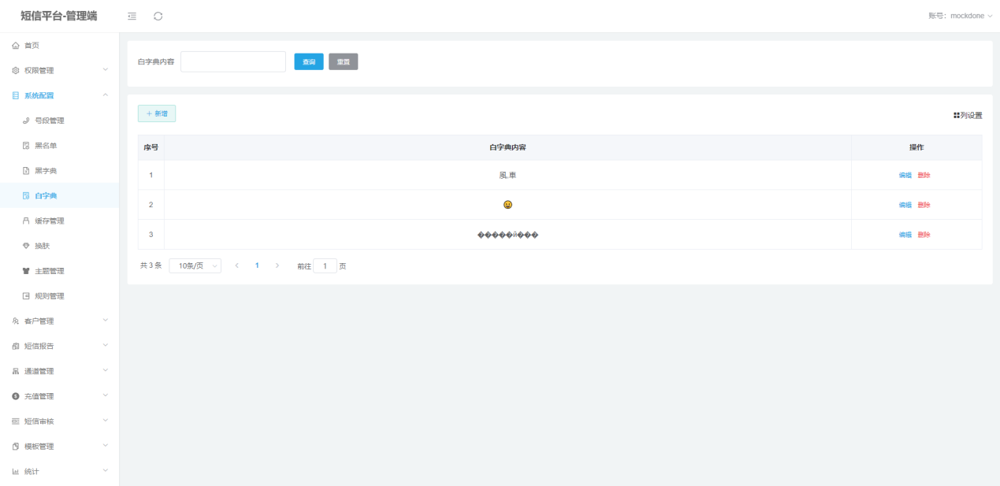 短信平台-管理端
账号：mockdone
首页
权限管理
系统配置
号段管理
黑名单
黑字典
白字典
缓存管理
换肤
主题管理
规则管理
客户管理
短信报告
通道管理
充值管理
短信审核
模板管理
统计
白字典内容 查询 重置
+ 新增
列设置
序号 白字典内容 操作
1 風,車 编辑 删除
2 😀 编辑 删除
3 �����й��� 编辑 删除
共 3 条 10条/页 < 1 > 前往 1 页